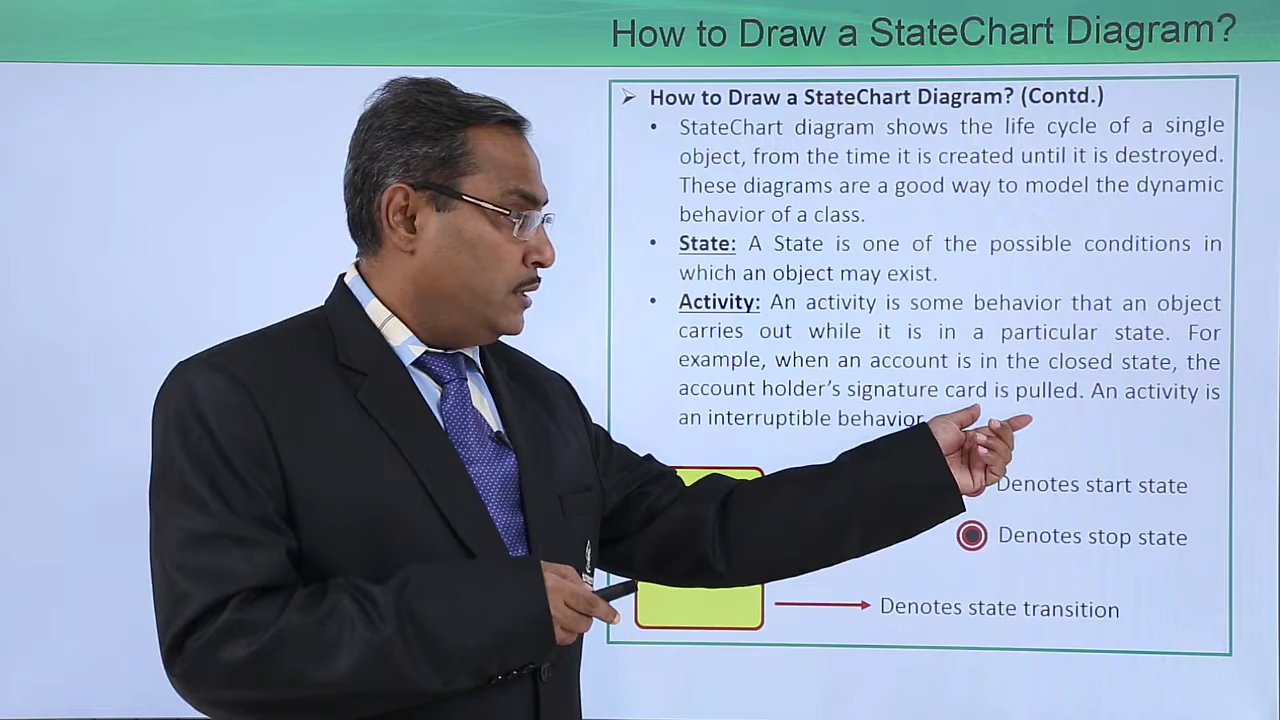 How to Draw a StateChart Diagram?
How to Draw a StateChart Diagram? (Contd.)
StateChart diagram shows the life cycle of a single
object, from the time it is created until it is destroyed.
These diagrams are a good way to model the dynamic
behavior of a class.
State: A State is one of the possible conditions in
which an object may exist.
Activity: An activity is some behavior that an object
carries out while it is in a particular state. For
example, when an account is in the closed state, the
account holder's signature card is pulled. An activity is
an interruptible behavior
Denotes start state
Denotes stop state
Denotes state transition